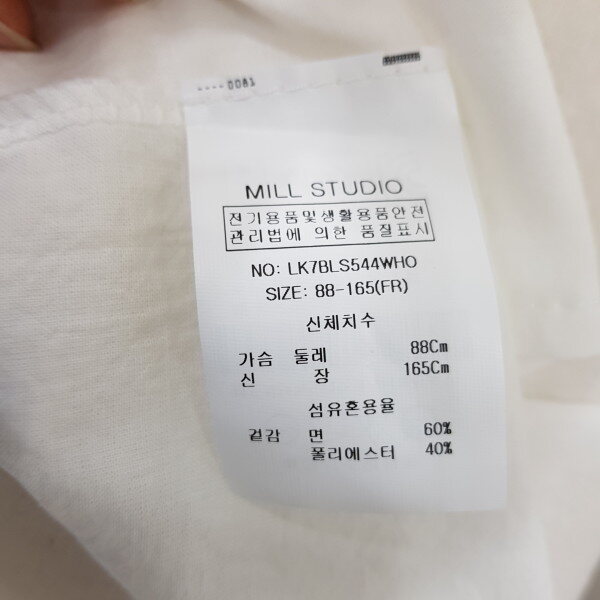 ----0081
MILL STUDIO
전기용품및생활용품안전
관리법에 의한 품질표시
NO: LK7BLS544WHO
SIZE: 88-165(FR)
신체치수
가슴 둘레 88Cm
신 장 165Cm
섬유혼용율
겉감 면 60%
폴리에스터 40%